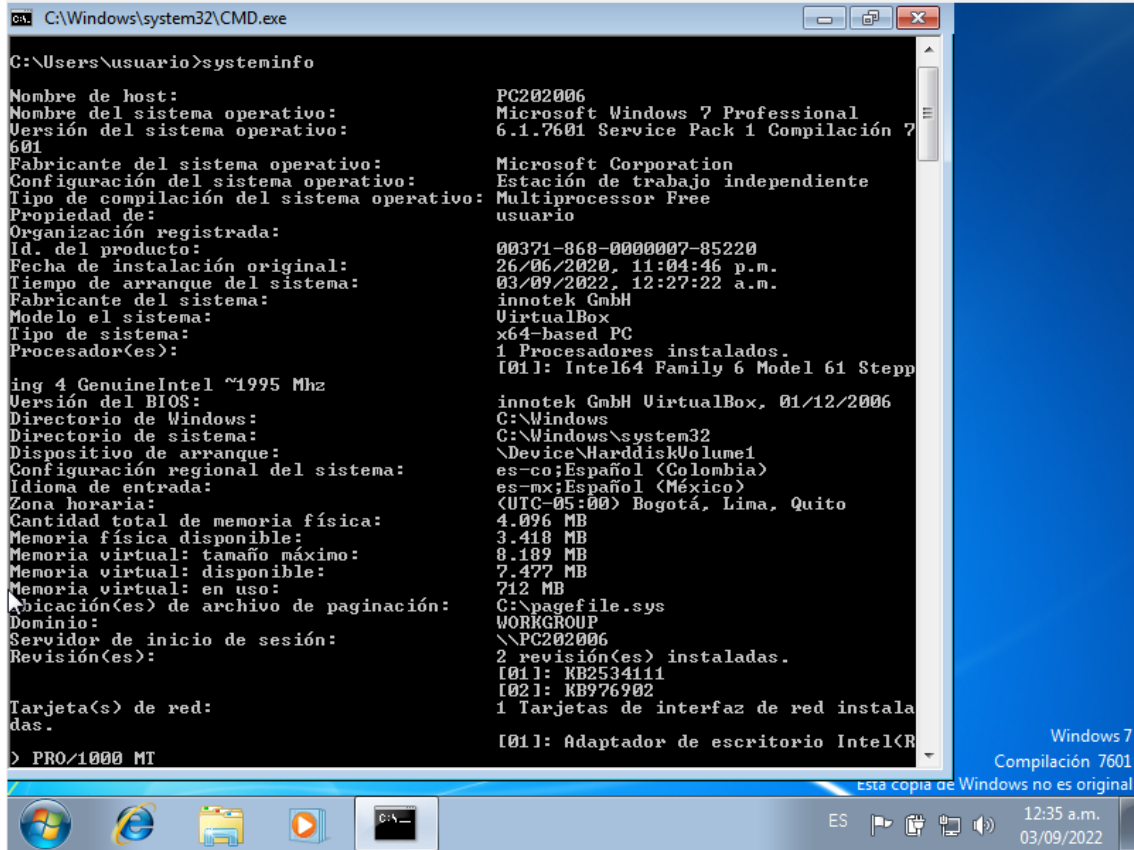 C:\Windows\system32\CMD.exe
C:\Users\usuario>systeminfo
Nombre de host: PC202006
Nombre del sistema operativo: Microsoft Windows 7 Professional
Versión del sistema operativo: 6.1.7601 Service Pack 1 Compilación 7
601
Fabricante del sistema operativo: Microsoft Corporation
Configuración del sistema operativo: Estación de trabajo independiente
Tipo de compilación del sistema operativo: Multiprocessor Free
Propiedad de: usuario
Organización registrada:
Id. del producto: 00371-868-0000007-85220
Fecha de instalación original: 26/06/2020, 11:04:46 p.m.
Tiempo de arranque del sistema: 03/09/2022, 12:27:22 a.m.
Fabricante del sistema: innotek GmbH
Modelo el sistema: VirtualBox
Tipo de sistema: x64-based PC
Procesador(es): 1 Procesadores instalados.
[01]: Intel64 Family 6 Model 61 Stepp
ing 4 GenuineIntel ~1995 Mhz
Versión del BIOS: innotek GmbH VirtualBox, 01/12/2006
Directorio de Windows: C:\Windows
Directorio de sistema: C:\Windows\system32
Dispositivo de arranque: \Device\HarddiskVolume1
Configuración regional del sistema: es-co;Español (Colombia)
Idioma de entrada: es-mx;Español (México)
Zona horaria: (UTC-05:00) Bogotá, Lima, Quito
Cantidad total de memoria física: 4.096 MB
Memoria física disponible: 3.418 MB
Memoria virtual: tamaño máximo: 8.189 MB
Memoria virtual: disponible: 7.477 MB
Memoria virtual: en uso: 712 MB
Ubicación(es) de archivo de paginación: C:\pagefile.sys
Dominio: WORKGROUP
Servidor de inicio de sesión: \\PC202006
Revisión(es): 2 revisión(es) instaladas.
[01]: KB2534111
[02]: KB976902
Tarjeta(s) de red: 1 Tarjetas de interfaz de red instala
das.
[01]: Adaptador de escritorio Intel(R
) PRO/1000 MT
Windows 7
Compilación 7601
Esta copia de Windows no es original
C:\
ES
12:35 a.m.
03/09/2022